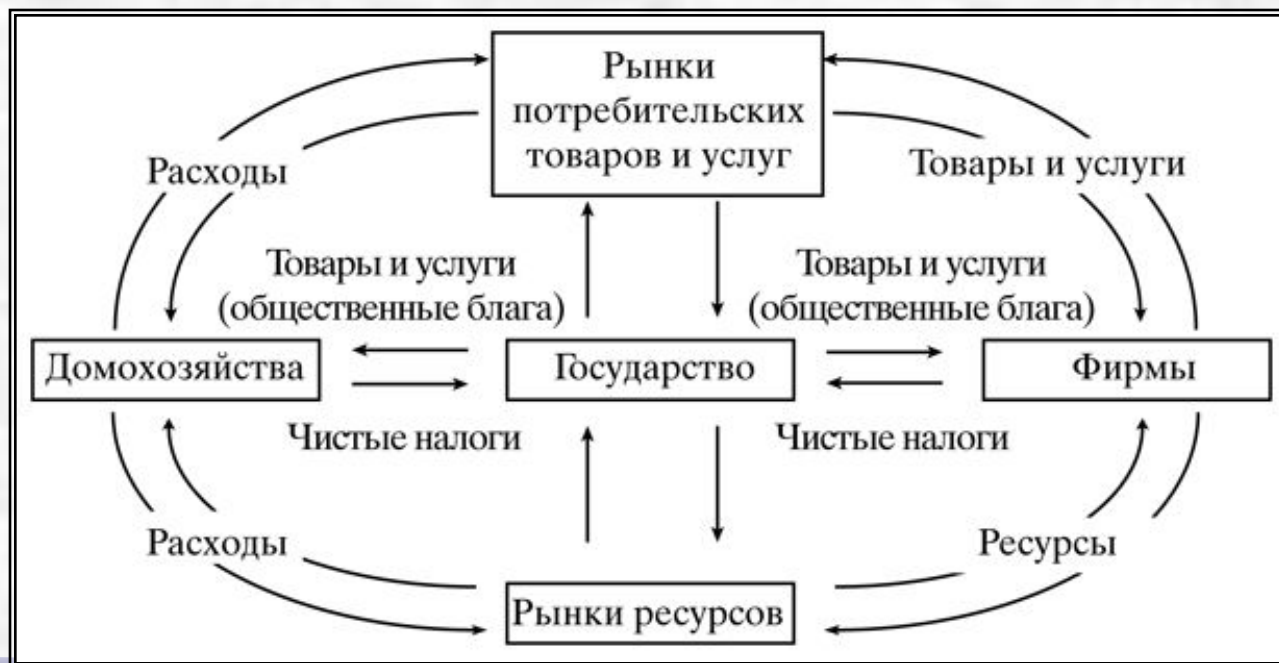 Рынки
потребительских
товаров и услуг
Расходы
Товары и услуги
Товары и услуги
(общественные блага)
Товары и услуги
(общественные блага)
Домохозяйства
Государство
Фирмы
Чистые налоги
Чистые налоги
Расходы
Ресурсы
Рынки ресурсов